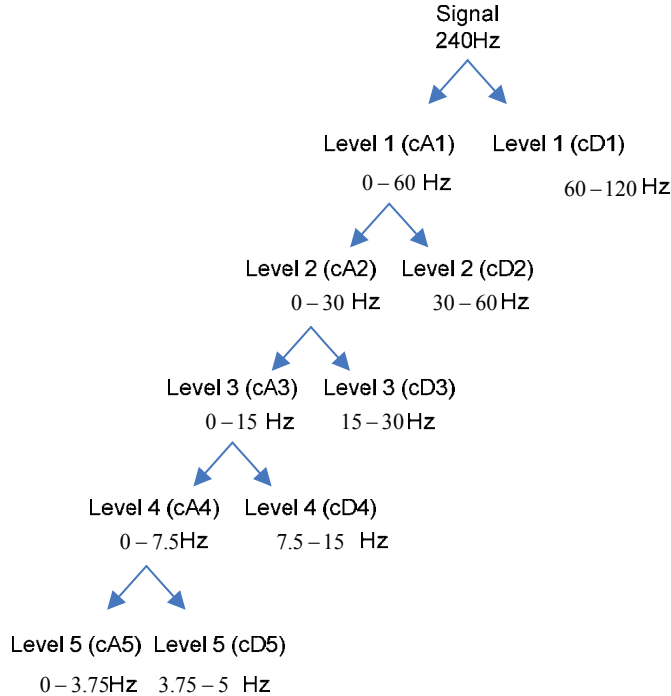 Signal
240Hz
Level 1 (cA1) Level 1 (cD1)
0 – 60 Hz 60 – 120 Hz
Level 2 (cA2) Level 2 (cD2)
0 – 30 Hz 30 – 60 Hz
Level 3 (cA3) Level 3 (cD3)
0 – 15 Hz 15 – 30 Hz
Level 4 (cA4) Level 4 (cD4)
0 – 7.5Hz 7.5 – 15 Hz
Level 5 (cA5) Level 5 (cD5)
0 – 3.75Hz 3.75 – 5 Hz